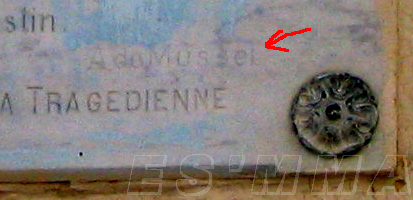 stin.
A de Musset
A TRAGEDIENNE
ES'MMA